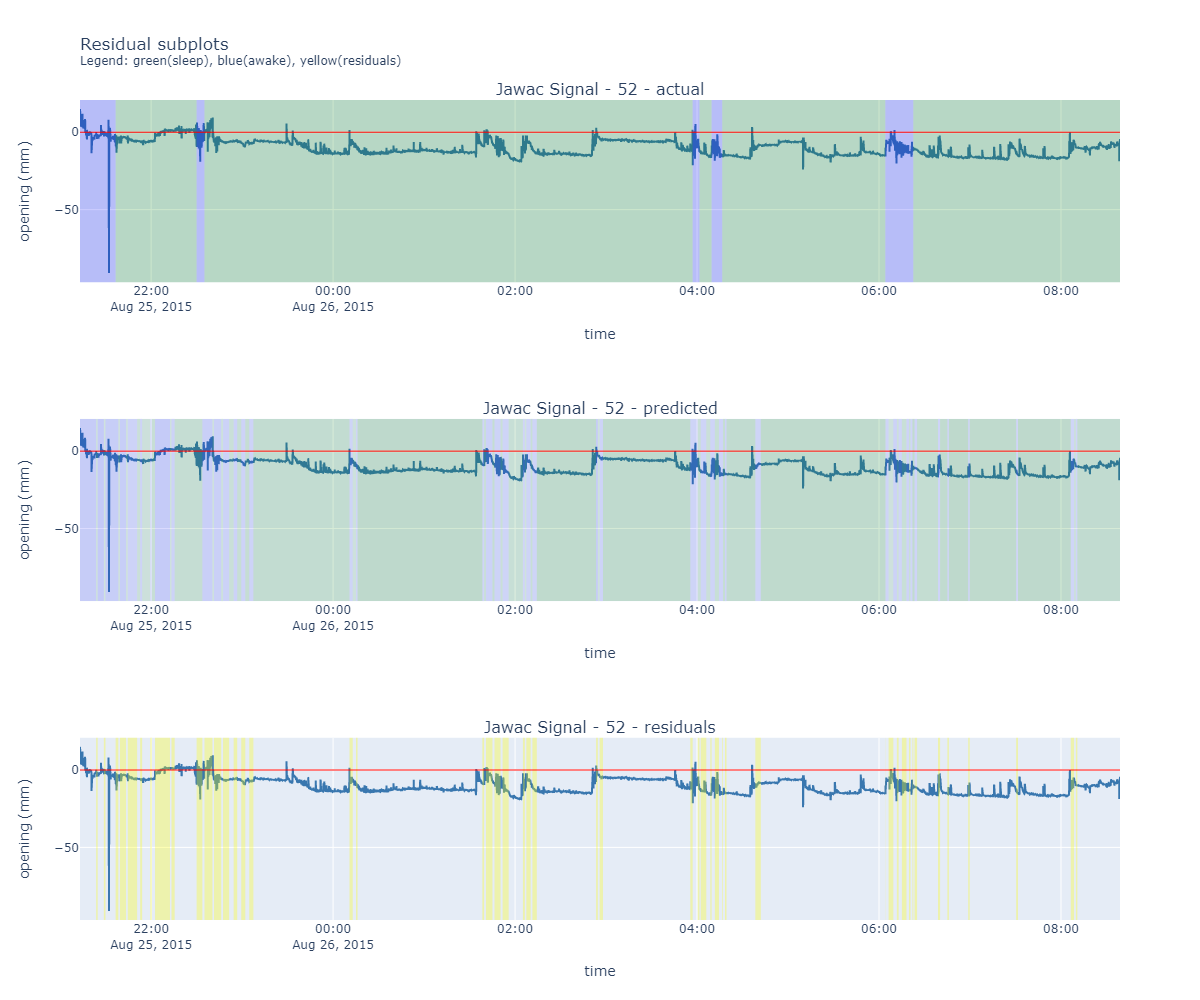 Residual subplots
Legend: green(sleep), blue(awake), yellow(residuals)
Jawac Signal - 52 - actual
0
−50
opening (mm)
22:00 00:00 02:00 04:00 06:00 08:00
Aug 25, 2015 Aug 26, 2015
time
Jawac Signal - 52 - predicted
0
−50
opening (mm)
22:00 00:00 02:00 04:00 06:00 08:00
Aug 25, 2015 Aug 26, 2015
time
Jawac Signal - 52 - residuals
0
−50
opening (mm)
22:00 00:00 02:00 04:00 06:00 08:00
Aug 25, 2015 Aug 26, 2015
time